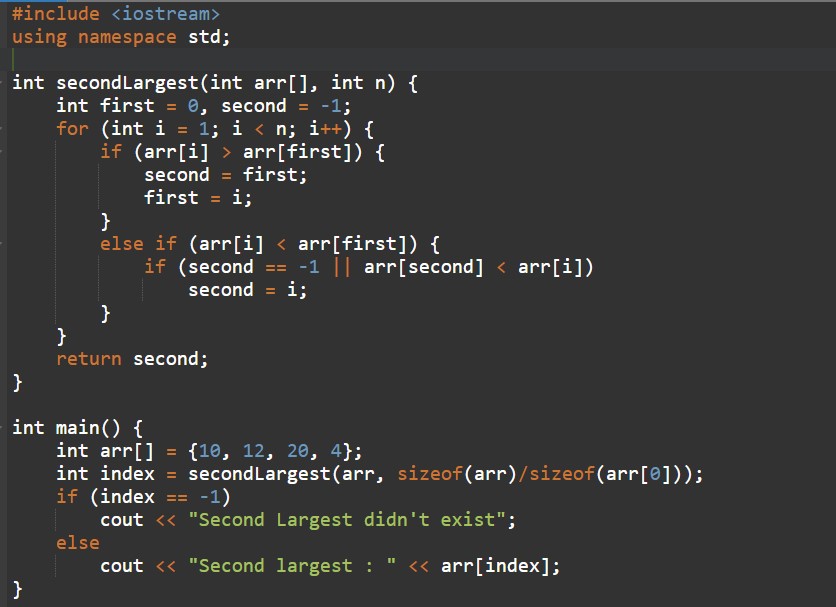 #include <iostream>
using namespace std;
int secondLargest(int arr[], int n) {
    int first = 0, second = -1;
    for (int i = 1; i < n; i++) {
        if (arr[i] > arr[first]) {
            second = first;
            first = i;
        }
        else if (arr[i] < arr[first]) {
            if (second == -1 || arr[second] < arr[i])
                second = i;
        }
    }
    return second;
}
int main() {
    int arr[] = {10, 12, 20, 4};
    int index = secondLargest(arr, sizeof(arr)/sizeof(arr[0]));
    if (index == -1)
        cout << "Second Largest didn't exist";
    else
        cout << "Second largest : " << arr[index];
}